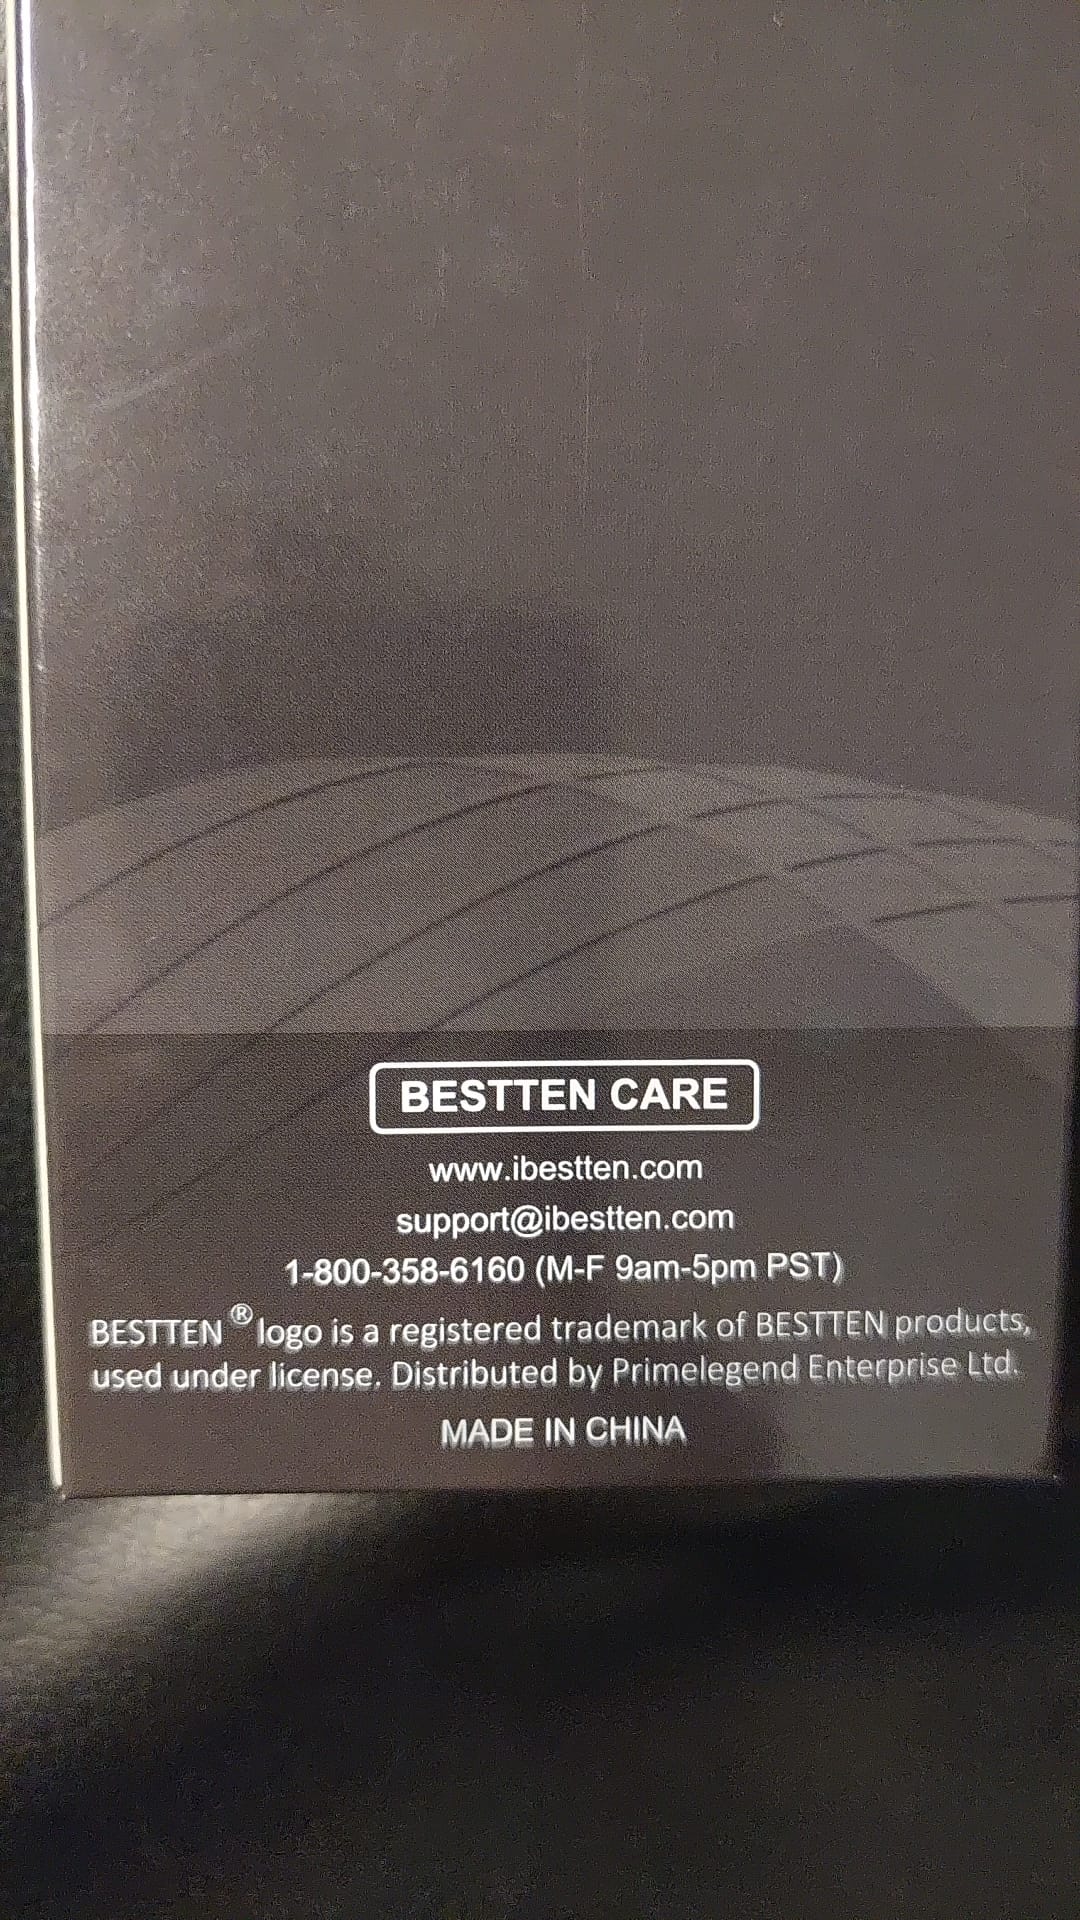 BESTTEN CARE
www.ibestten.com
support@ibestten.com
1-800-358-6160 (M-F 9am-5pm PST)
BESTTEN® logo is a registered trademark of BESTTEN products,
used under license. Distributed by Primelegend Enterprise Ltd.
MADE IN CHINA